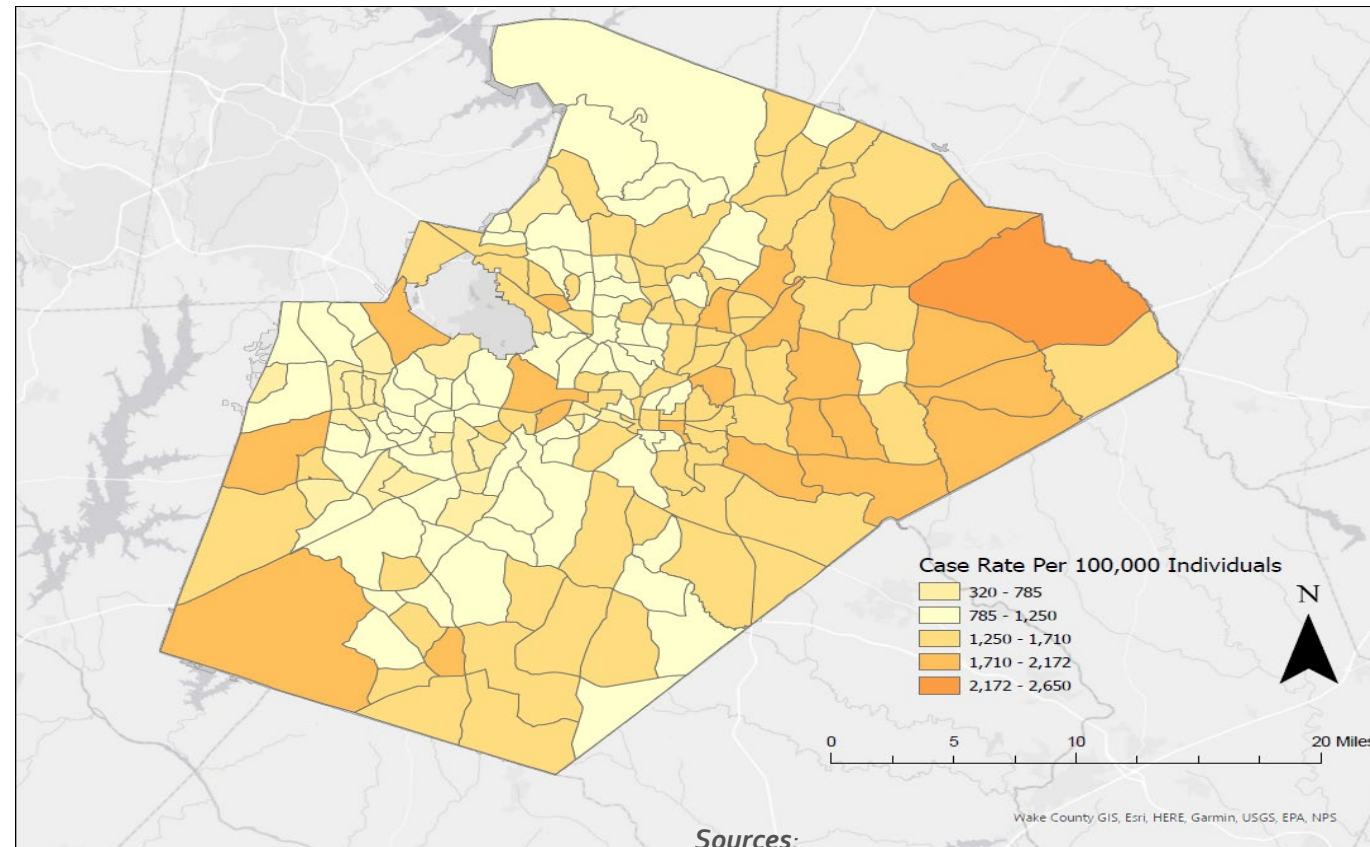 Case Rate Per 100,000 Individuals
320 - 785
785 - 1,250
1,250 - 1,710
1,710 - 2,172
2,172 - 2,650
N
0 5 10 20 Miles
Wake County GIS, Esri, HERE, Garmin, USGS, EPA, NPS
Sources: